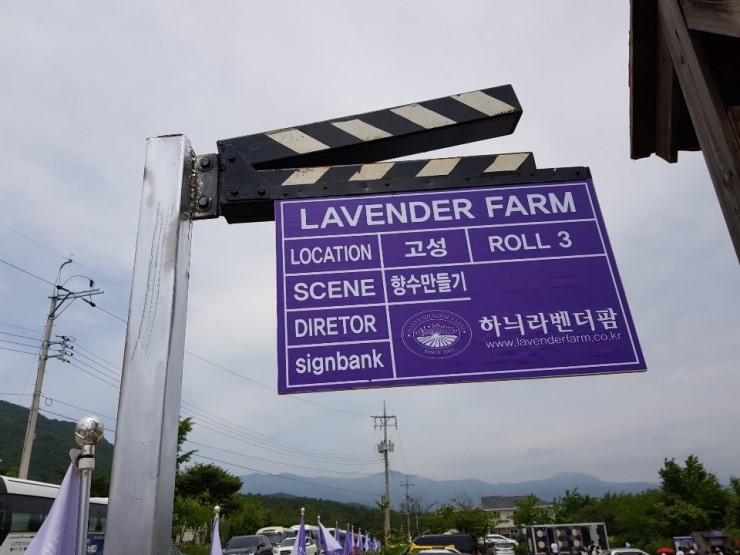 LAVENDER FARM
LOCATION 고성 ROLL 3
SCENE 향수만들기
DIRETOR
signbank
하늬라벤더팜
www.lavenderfarm.co.kr